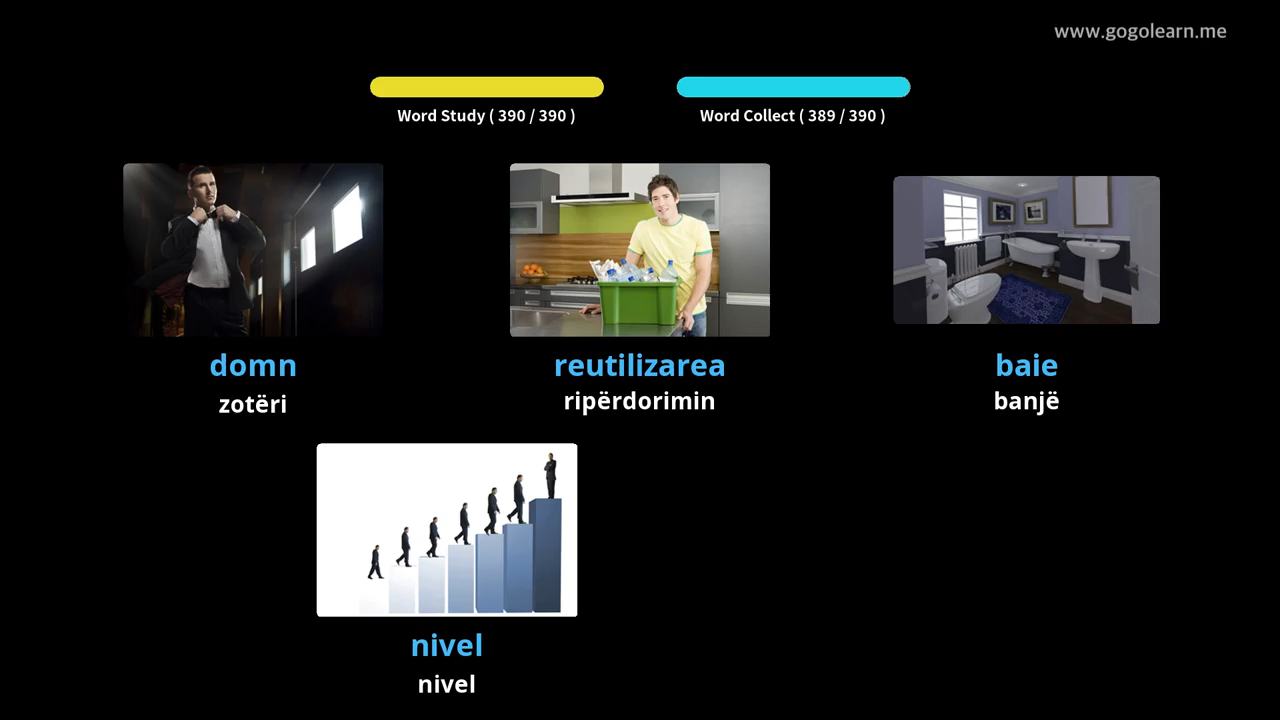 www.gogolearn.me
Word Study ( 390 / 390 )
Word Collect ( 389 / 390 )
domn
zotëri
reutilizarea
ripërdorimin
baie
banjë
nivel
nivel